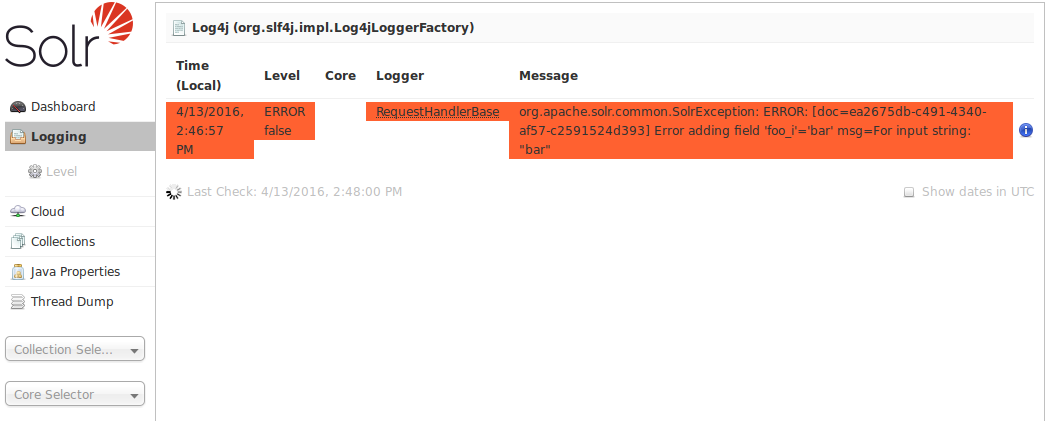 Solr
Dashboard
Logging
Level
Cloud
Collections
Java Properties
Thread Dump
Collection Sele...
Core Selector
Log4j (org.slf4j.impl.Log4jLoggerFactory)
Time (Local) Level Core Logger Message
4/13/2016, 2:46:57 PM
ERROR false
RequestHandlerBase
org.apache.solr.common.SolrException: ERROR: [doc=ea2675db-c491-4340-
af57-c2591524d393] Error adding field 'foo_i'='bar' msg=For input string:
"bar"
Last Check: 4/13/2016, 2:48:00 PM
Show dates in UTC